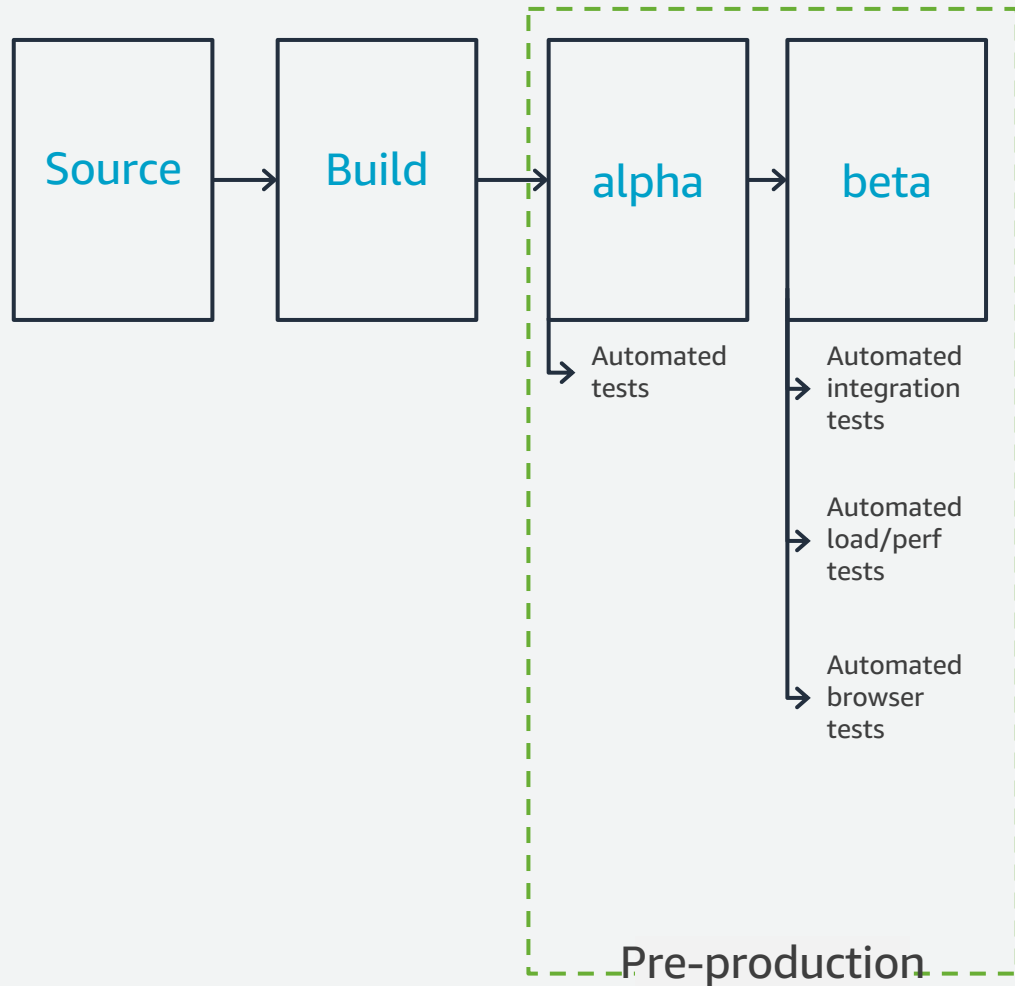 Source
Build
alpha
beta
Automated
tests
Automated
integration
tests
Automated
load/perf
tests
Automated
browser
tests
Pre-production